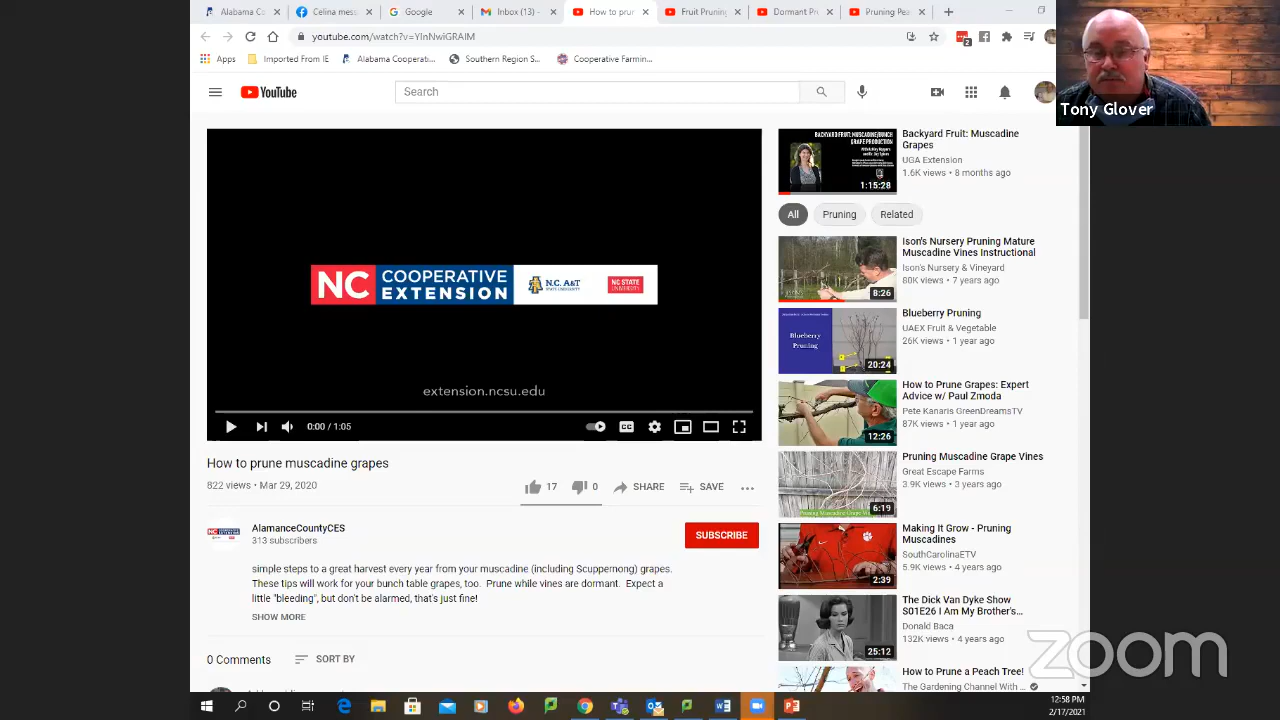 Alabama Co
Celina mess
Google
Inbox (13) -
How to prun
Fruit Pruning
Dormant Pr
Pruning Pea
youtube.com/watch?v=YInNwiGRAlM
2
Apps
Imported From IE
Alabama Cooperati...
Southern Region S...
Cooperative Farmin...
Tony Glover
YouTube
Search
NC COOPERATIVE EXTENSION
N.C. A&T
STATE UNIVERSITY
NC STATE
UNIVERSITY
extension.ncsu.edu
0:00 / 1:05
CC
How to prune muscadine grapes
822 views • Mar 29, 2020
17
0
SHARE
SAVE
AlamanceCountyCES
313 subscribers
SUBSCRIBE
simple steps to a great harvest every year from your muscadine (including Scuppernong) grapes.
These tips will work for your bunch table grapes, too. Prune while vines are dormant. Expect a
little "bleeding", but don't be alarmed, that's just fine!
SHOW MORE
0 Comments
SORT BY
BACKYARD FRUIT: MUSCADINE/BUNCH
GRAPE PRODUCTION
1:15:28
Backyard Fruit: Muscadine
Grapes
UGA Extension
1.6K views • 8 months ago
All
Pruning
Related
8:26
Ison's Nursery Pruning Mature
Muscadine Vines Instructional
Ison's Nursery & Vineyard
80K views • 7 years ago
Blueberry
Pruning
20:24
Blueberry Pruning
UAEX Fruit & Vegetable
26K views • 1 year ago
12:26
How to Prune Grapes: Expert
Advice w/ Paul Zmoda
Pete Kanaris GreenDreamsTV
87K views • 1 year ago
6:19
Pruning Muscadine Grape Vines
Great Escape Farms
3.9K views • 3 years ago
2:39
Making It Grow - Pruning
Muscadines
SouthCarolinaETV
5.9K views • 4 years ago
25:12
The Dick Van Dyke Show
S01E26 I Am My Brother's...
Donald Baca
132K views • 4 years ago
How to Prune a Peach Tree!
The Gardening Channel With ...
zoom
12:58 PM
2/17/2021